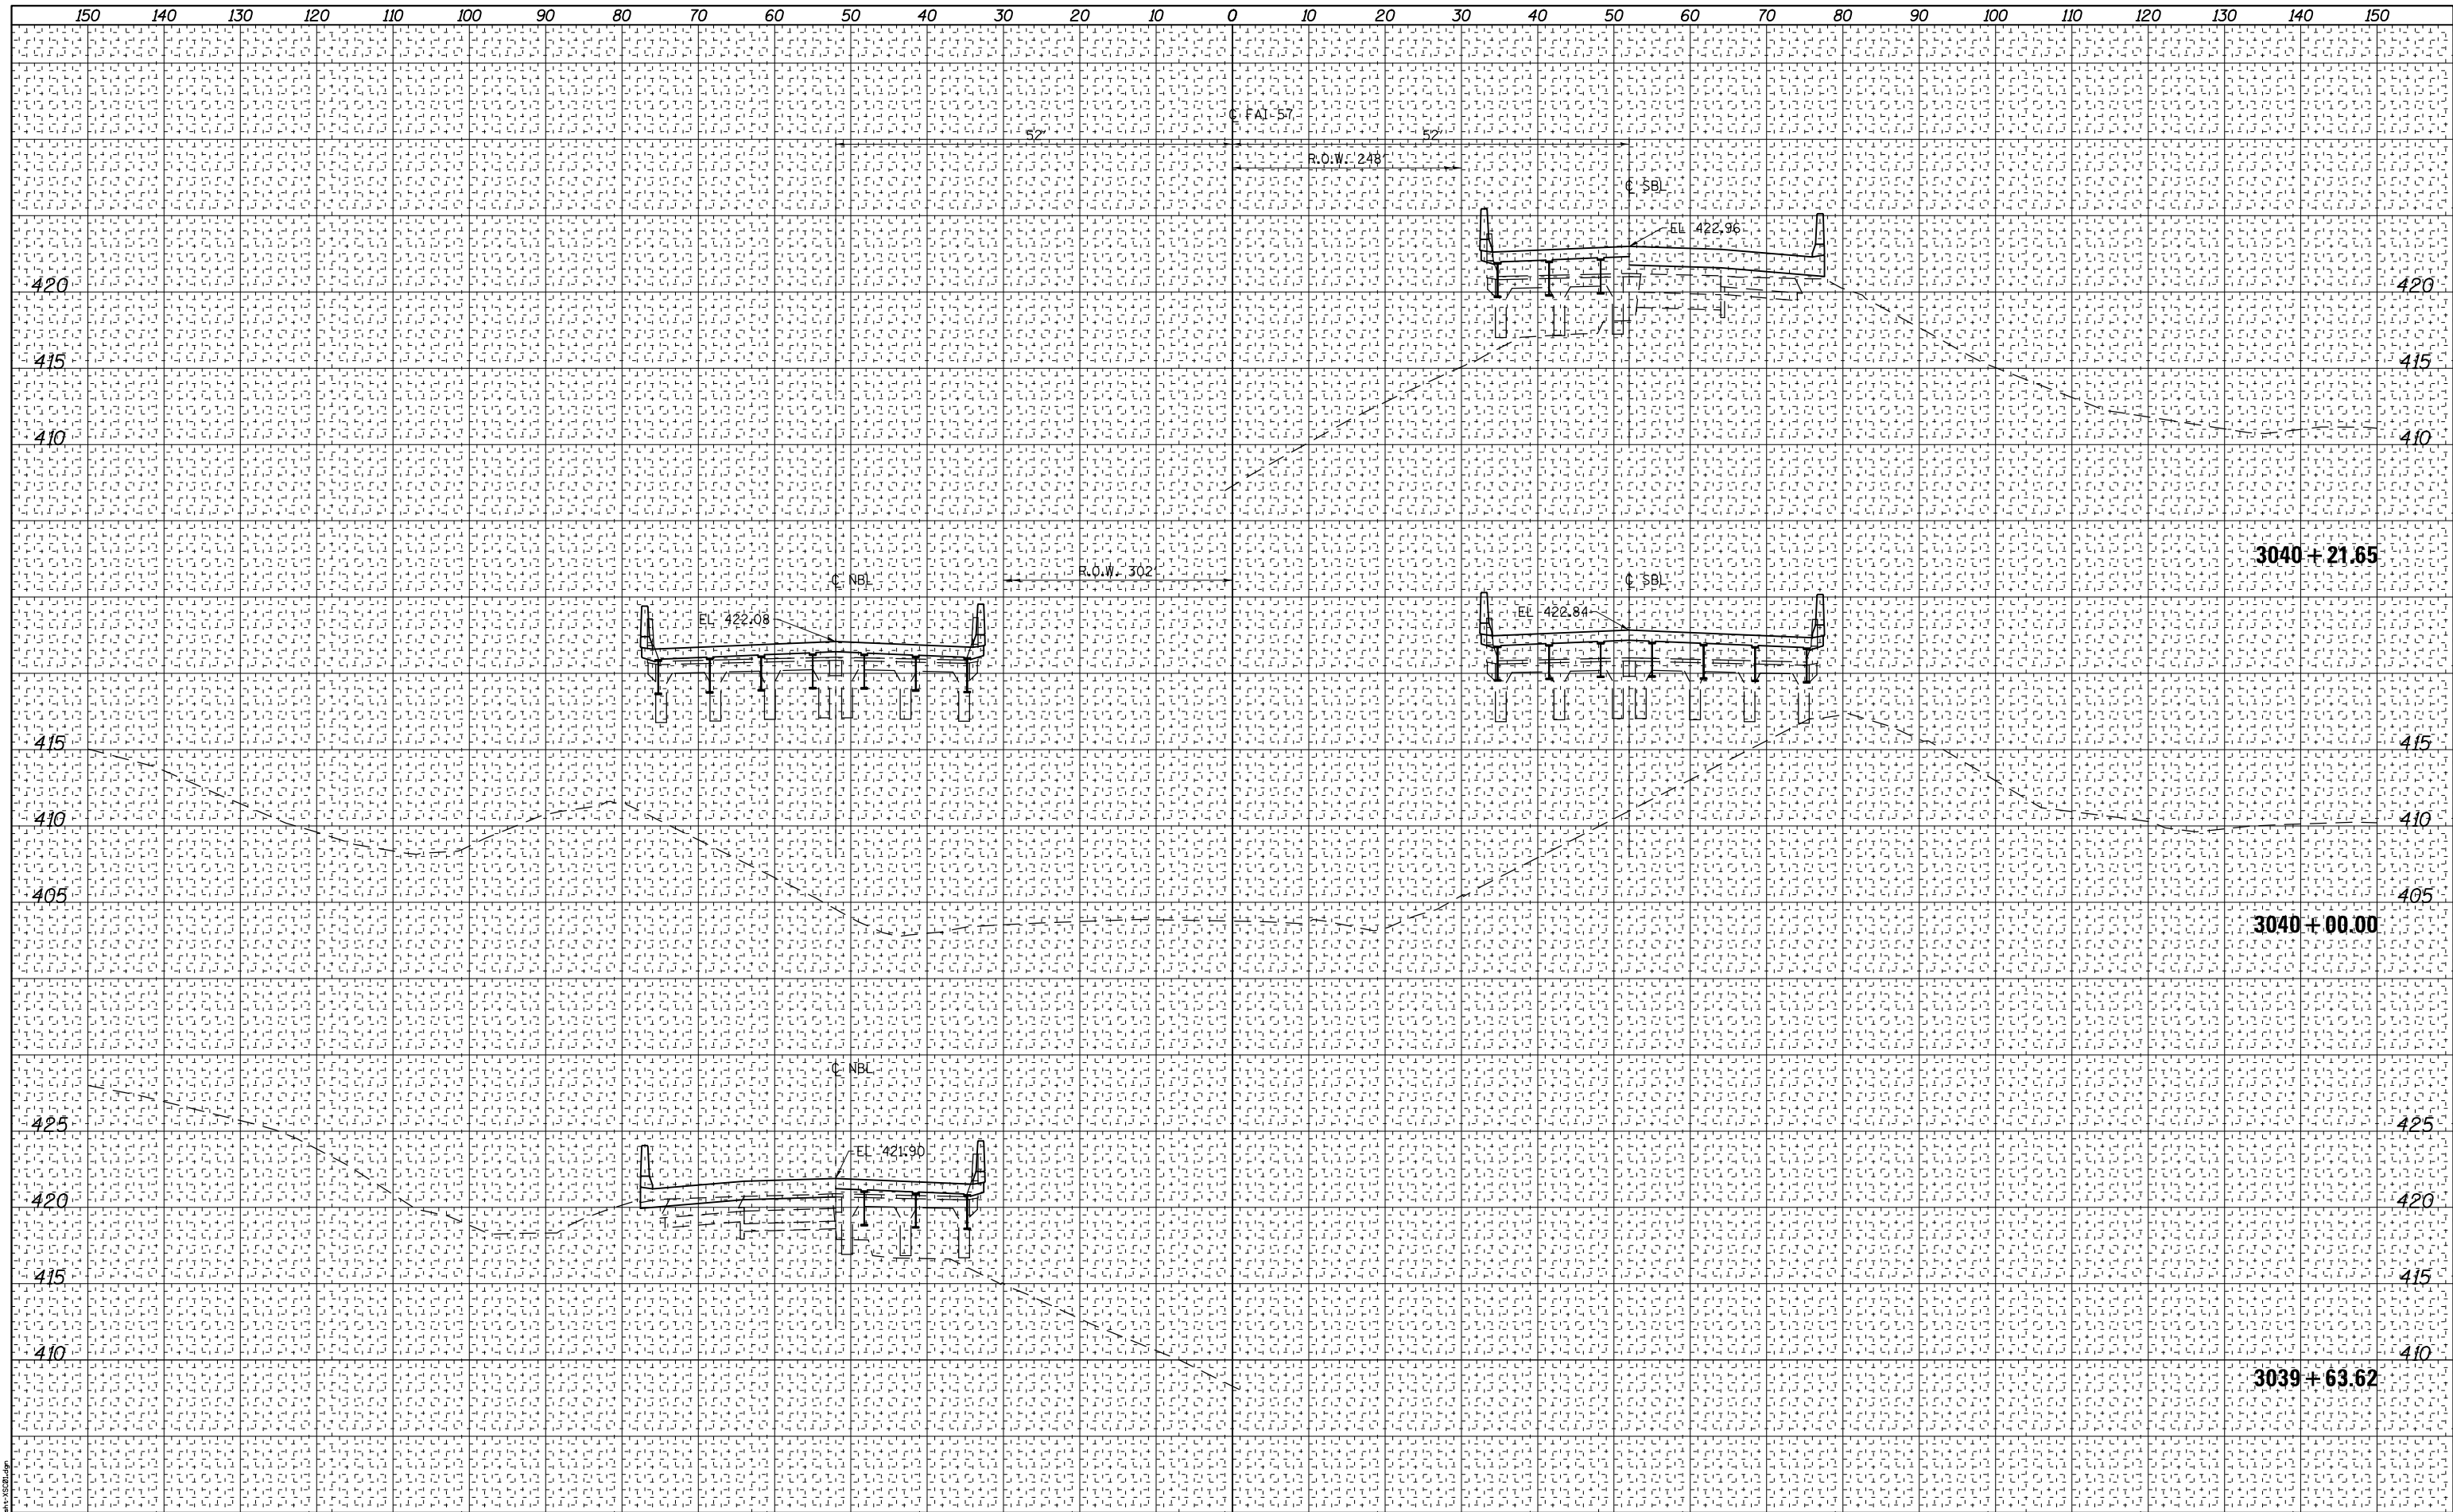 150 140 130 120 110 100 90 80 70 60 50 40 30 20 10 0 10 20 30 40 50 60 70 80 90 100 110 120 130 140 150
℄ FAI 57
52' 52'
R.O.W. 248'
℄ SBL
EL 422.96
420 420
415 415
410 410
3040 + 21.65
R.O.W. 302'
℄ NBL ℄ SBL
EL 422.08 EL 422.84
415 415
410 410
405 405
3040 + 00.00
℄ NBL
425 425
EL 421.90
420 420
415 415
410 410
3039 + 63.62